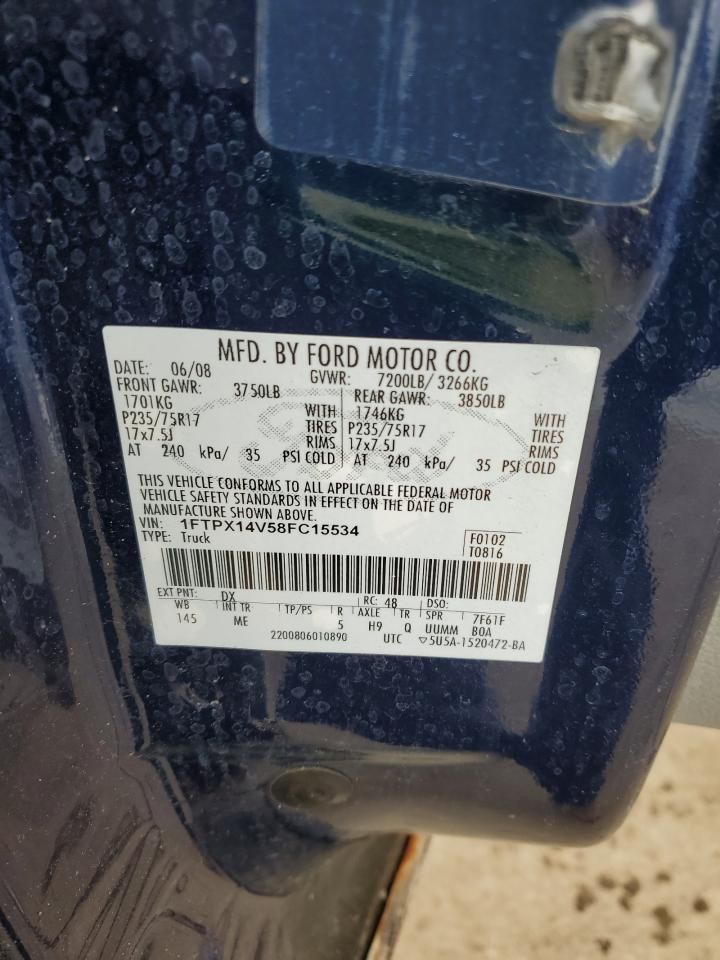 MFD. BY FORD MOTOR CO.
DATE: 06/08 GVWR: 7200LB/ 3266KG
FRONT GAWR: 3750LB REAR GAWR: 3850LB
1701KG WITH 1746KG WITH
P235/75R17 TIRES P235/75R17 TIRES
17x7.5J RIMS 17x7.5J RIMS
AT 240 kPa/ 35 PSI COLD AT 240 kPa/ 35 PSI COLD
THIS VEHICLE CONFORMS TO ALL APPLICABLE FEDERAL MOTOR
VEHICLE SAFETY STANDARDS IN EFFECT ON THE DATE OF
MANUFACTURE SHOWN ABOVE.
VIN: 1FTPX14V58FC15534 F0102
TYPE: Truck T0816
EXT PNT: DX RC: 48 DSO: 7F61F
WB INT TR TP/PS R AXLE TR SPR
145 ME 5 H9 Q UUMM BOA
2200806010890 UTC ▽5U5A-1520472-BA